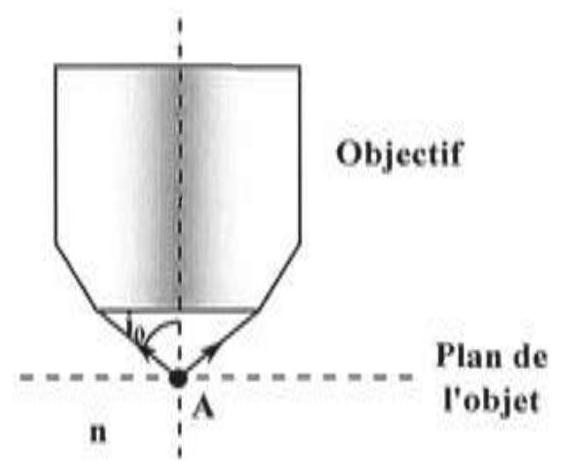 Objectif
i₀
Plan de
l'objet
A
n